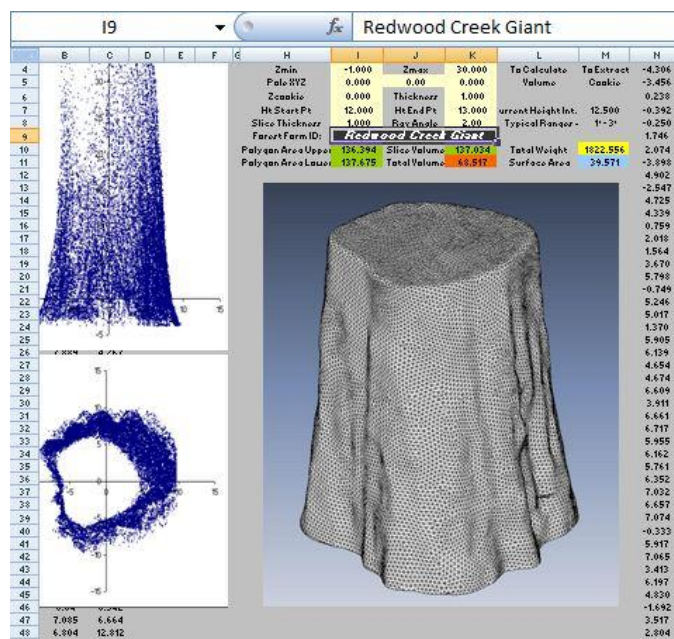 I9 fx Redwood Creek Giant
B C D E F G H I J K L M N
4 Zmin -1.000 Zmax 30.000 To Calculate To Extract -4.306
5 Pole XYZ 0.000 0.00 0.000 Volume Cookie -3.456
6 Zcookie 0.000 Thickness 1.000 0.238
7 Ht Start Pt 12.000 Ht End Pt 13.000 urrent Height Int. 12.500 -0.392
8 Slice Thickness 1.000 Ray Angle 2.00 Typical Ranges - 1°-3° -0.250
9 Forest Form ID: Redwood Creek Giant 1.746
10 Polygon Area Upper 136.394 Slice Volume 137.034 Total Weight 1822.556 2.074
11 Polygon Area Lower 137.675 Total Volume 68.517 Surface Area 39.571 -3.898
12 4.902
13 -2.547
14 4.725
15 4.339
16 0.759
17 2.018
18 1.564
19 3.670
20 5.798
21 -0.749
22 5.246
23 5.017
24 1.370
25 5.905
26 6.139
27 4.654
28 4.674
29 6.609
30 3.911
31 6.661
32 6.717
33 5.955
34 6.162
35 5.761
36 6.352
37 7.032
38 6.657
39 7.074
40 -0.333
41 5.917
42 7.065
43 3.413
44 6.197
45 4.830
46 -1.692
47 7.085 6.664 3.517
48 6.804 12.812 2.804